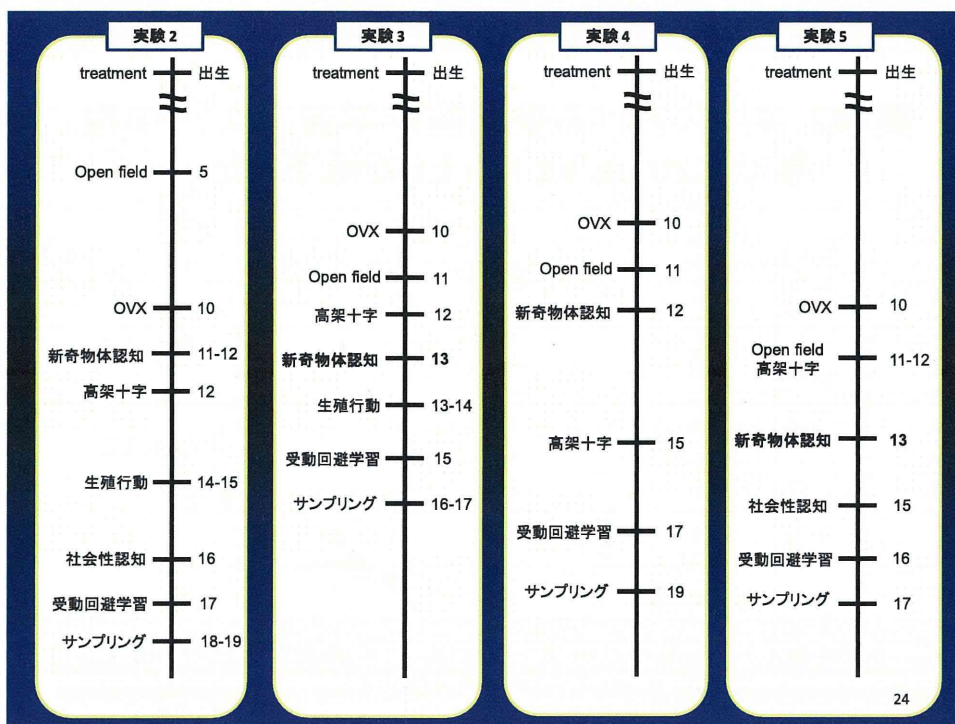 実験 2
treatment 出生
Open field 5
OVX 10
新奇物体認知 11-12
高架十字 12
生殖行動 14-15
社会性認知 16
受動回避学習 17
サンプリング 18-19
実験 3
treatment 出生
OVX 10
Open field 11
高架十字 12
新奇物体認知 13
生殖行動 13-14
受動回避学習 15
サンプリング 16-17
実験 4
treatment 出生
OVX 10
Open field 11
新奇物体認知 12
高架十字 15
受動回避学習 17
サンプリング 19
実験 5
treatment 出生
OVX 10
Open field
高架十字 11-12
新奇物体認知 13
社会性認知 15
受動回避学習 16
サンプリング 17
24